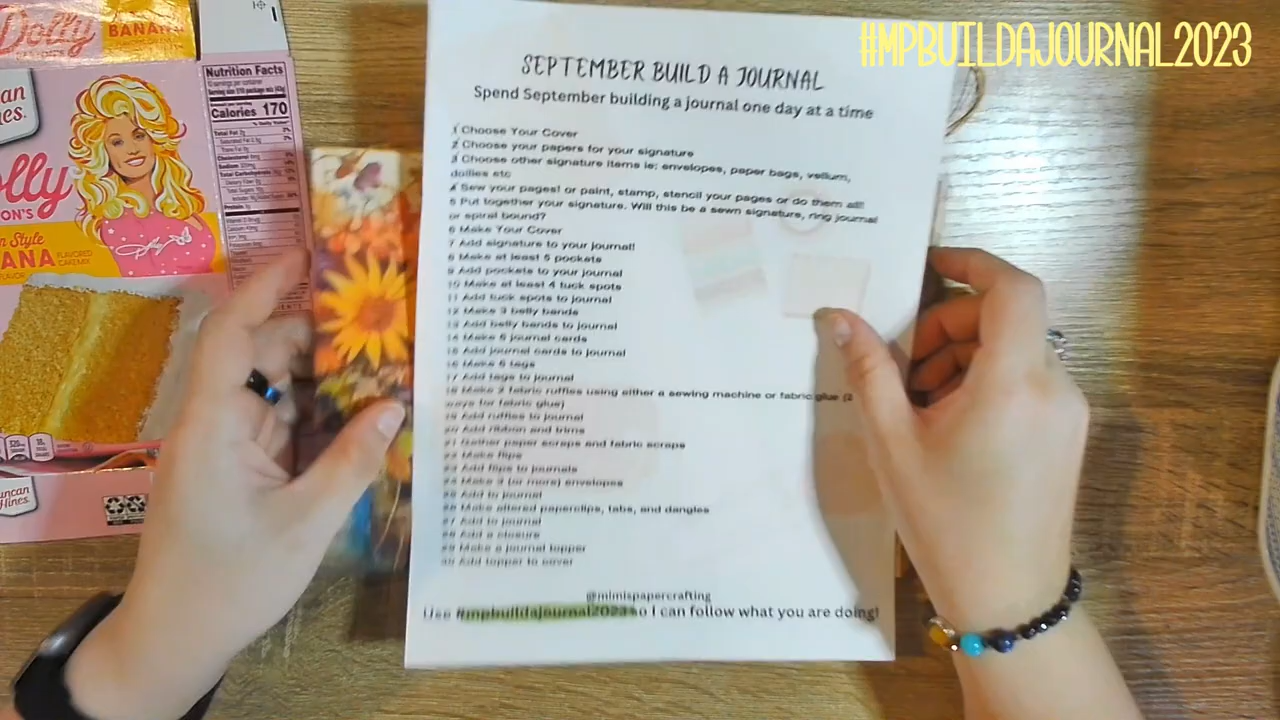 #MPBUILDAJOURNAL2023
Dolly
BANANA
Nutrition Facts
Calories 170
SEPTEMBER BUILD A JOURNAL
Spend September building a journal one day at a time
1 Choose Your Cover
2 Choose your papers for your signature
3 Choose other signature items ie: envelopes, paper bags, vellum,
doilies etc
4 Sew your pages! or paint, stamp, stencil your pages or do them all!
5 Put together your signature. Will this be a sewn signature, ring journal
or spiral bound?
6 Make Your Cover
7 Add signature to your journal!
8 Make at least 5 pockets
9 Add pockets to your journal
10 Make at least 4 tuck spots
11 Add tuck spots to journal
12 Make 3 belly bands
13 Add belly bands to journal
14 Make 5 journal cards
15 Add journal cards to journal
16 Make 5 tags
17 Add tags to journal
18 Make 2 fabric ruffles using either a sewing machine or fabric glue (2
ways for fabric glue)
19 Add ruffles to journal
20 Add ribbon and trims
21 Gather paper scraps and fabric scraps
22 Make flips
23 Add flips to journals
24 Make 3 (or more) envelopes
25 Add to journal
26 Make altered paperclips, tabs, and dangles
27 Add to journal
28 Add a closure
29 Make a journal topper
30 Add topper to cover
@mimispapercrafting
Use #mpbuildajournal2023 so I can follow what you are doing!